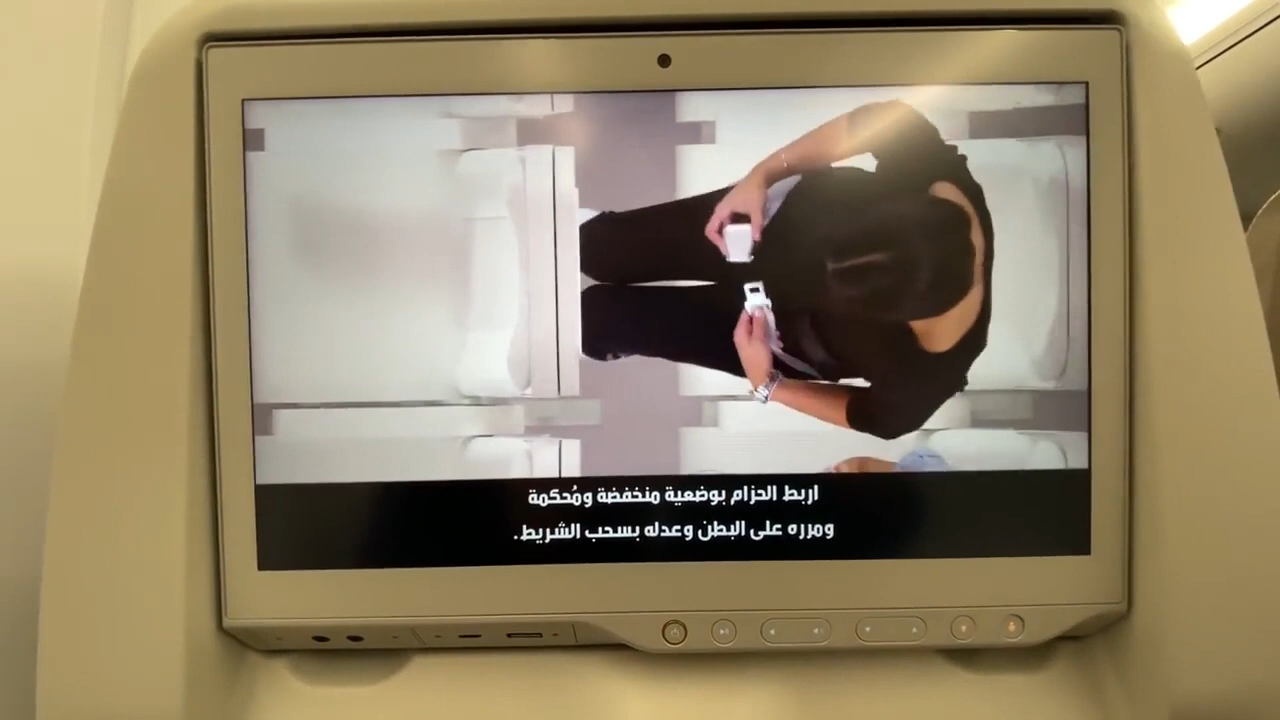 اربط الحزام بوضعية منخفضة ومُحكمة
ومرره على البطن وعدله بسحب الشريط.